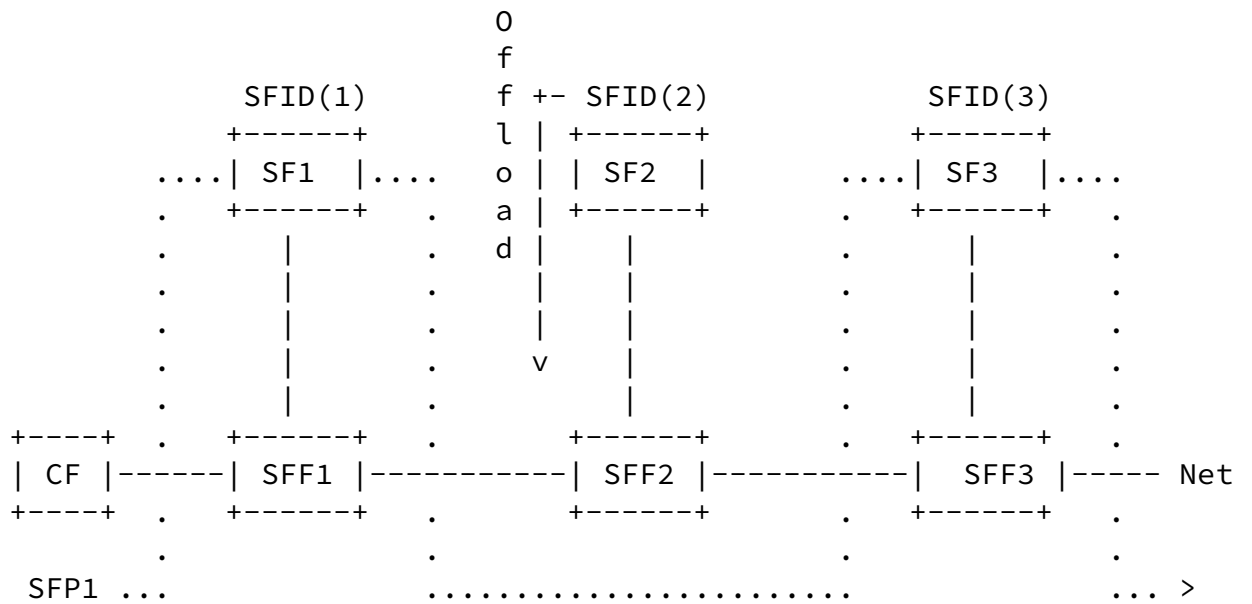 O
f
SFID(1) f +- SFID(2) SFID(3)
+------+ l | +------+ +------+
....| SF1 |.... o | | SF2 | ....| SF3 |....
. +------+ . a | +------+ . +------+ .
. | . d | | . | .
. | . | | . | .
. | . | | . | .
. | . v | . | .
. | . | . | .
+----+ . +------+ . +------+ . +------+ .
| CF |------| SFF1 |-----------| SFF2 |-----------| SFF3 |----- Net
+----+ . +------+ . +------+ . +------+ .
. . . .
SFP1 ... ........................ ... >